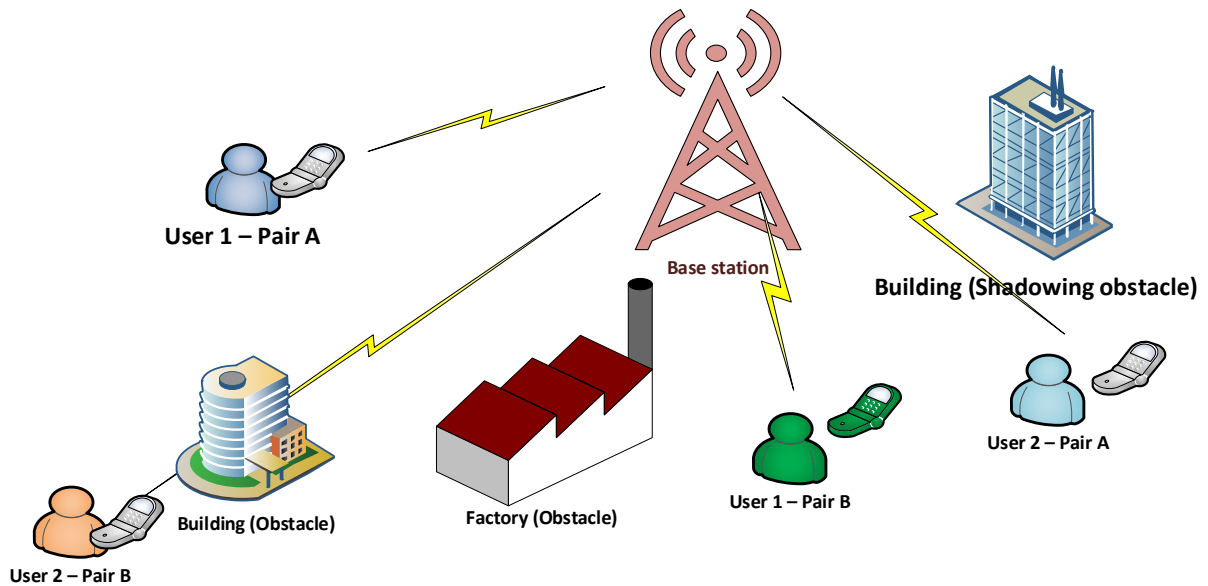 User 1 – Pair A
Base station
Building (Shadowing obstacle)
User 2 – Pair A
User 1 – Pair B
Factory (Obstacle)
Building (Obstacle)
User 2 – Pair B